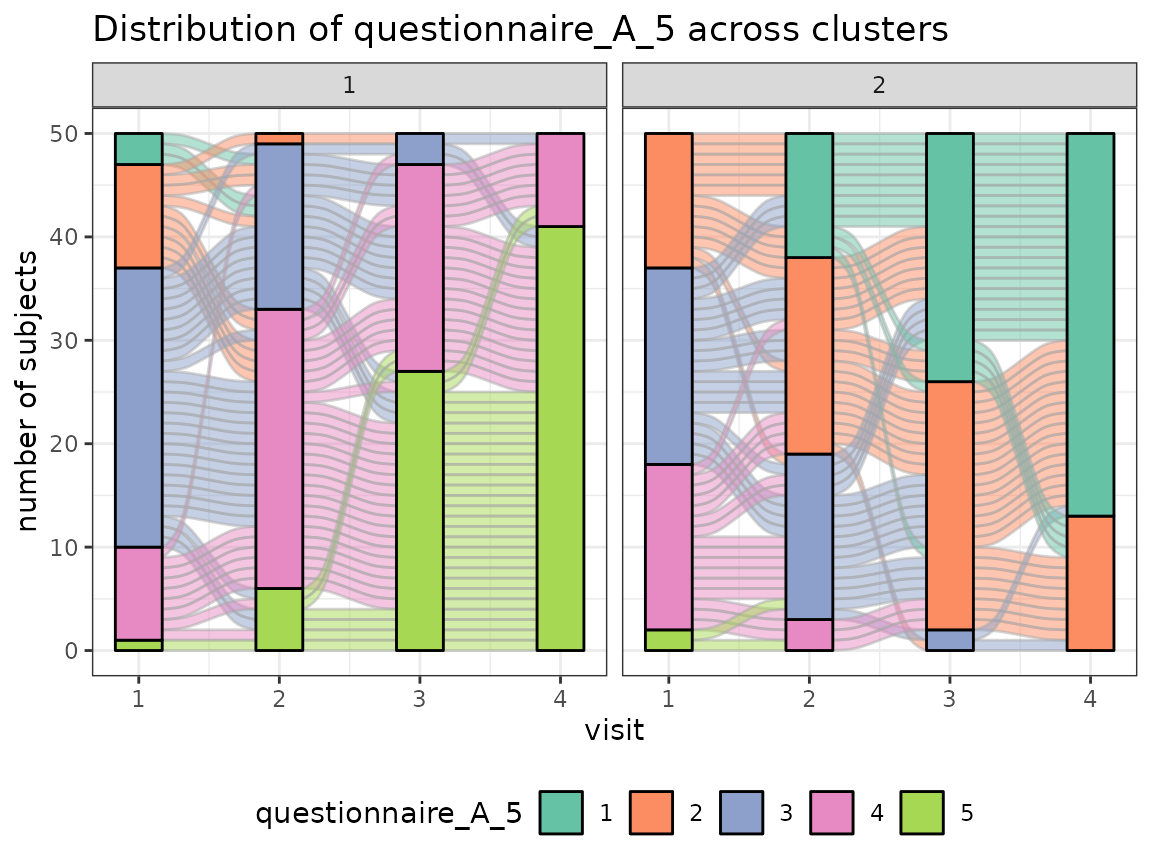 Distribution of questionnaire_A_5 across clusters
1 2
50
40
30
20
10
0
number of subjects
1 2 3 4 1 2 3 4
visit
questionnaire_A_5 1 2 3 4 5